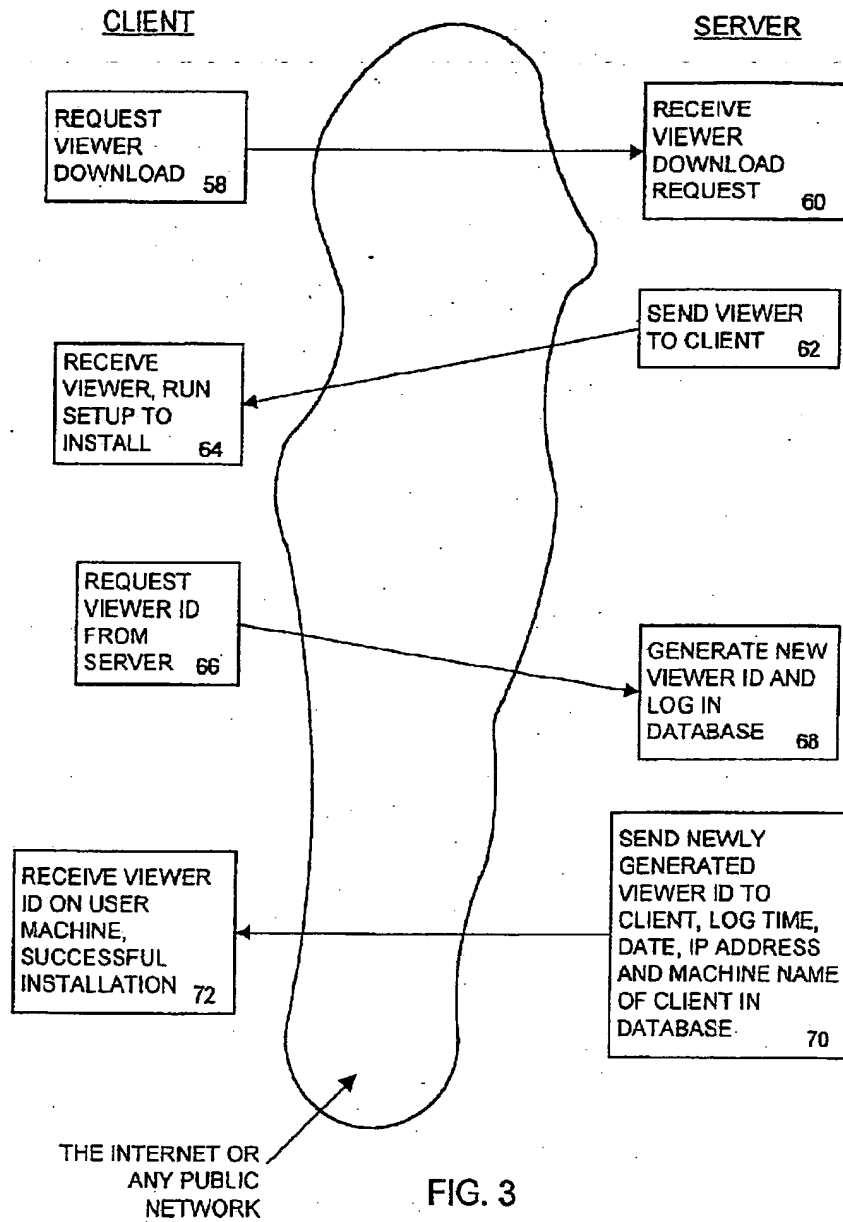 CLIENT
SERVER
REQUEST
VIEWER
DOWNLOAD 58
RECEIVE
VIEWER
DOWNLOAD
REQUEST
60
SEND VIEWER
TO CLIENT 62
RECEIVE
VIEWER, RUN
SETUP TO
INSTALL 64
REQUEST
VIEWER ID
FROM
SERVER 66
GENERATE NEW
VIEWER ID AND
LOG IN
DATABASE 68
SEND NEWLY
GENERATED
VIEWER ID TO
CLIENT, LOG TIME,
DATE, IP ADDRESS
AND MACHINE NAME
OF CLIENT IN
DATABASE 70
RECEIVE VIEWER
ID ON USER
MACHINE,
SUCCESSFUL
INSTALLATION 72
THE INTERNET OR
ANY PUBLIC
NETWORK
FIG. 3